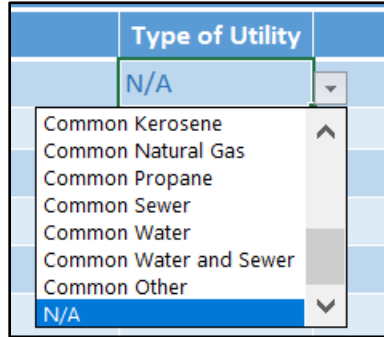 Type of Utility
N/A
Common Kerosene
Common Natural Gas
Common Propane
Common Sewer
Common Water
Common Water and Sewer
Common Other
N/A